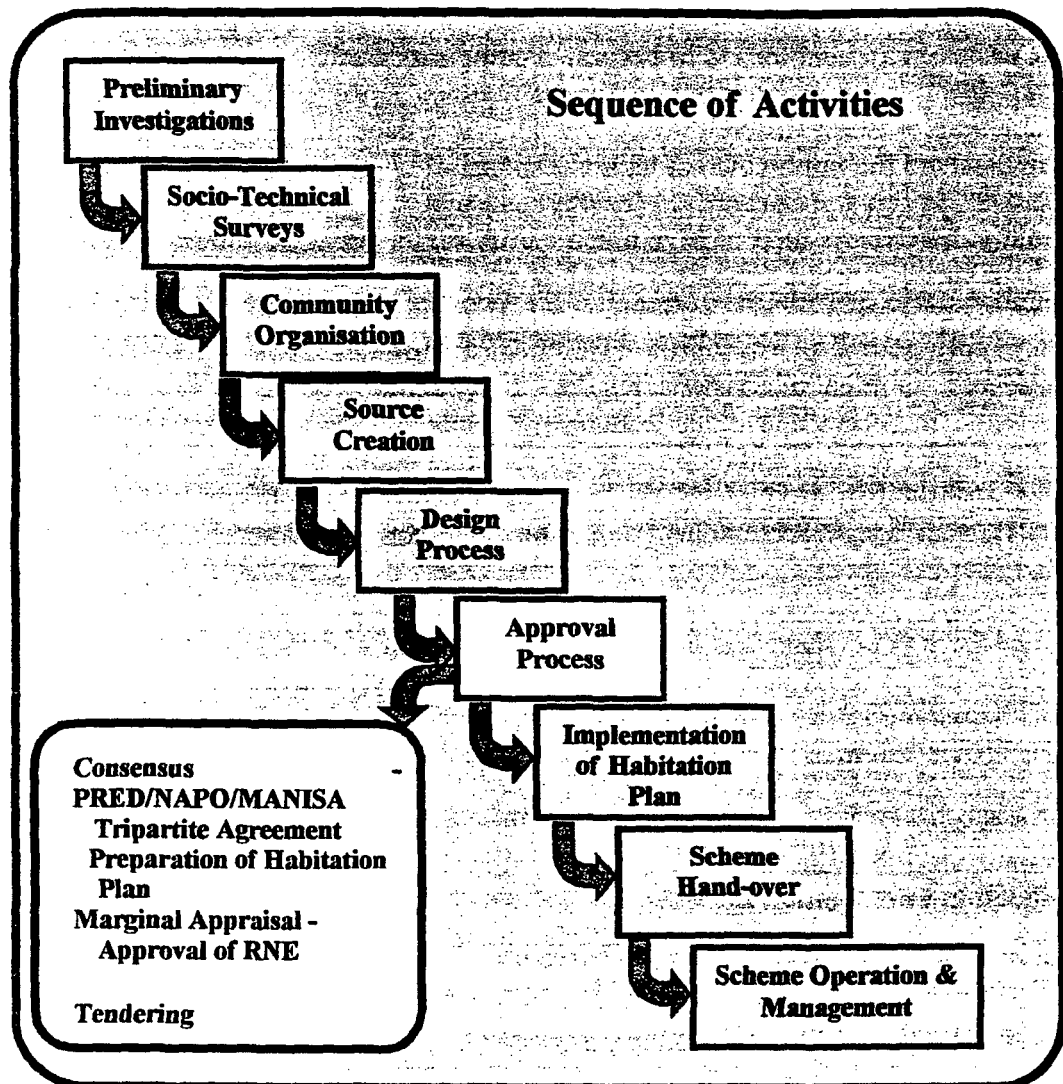 Sequence of Activities
Preliminary
Investigations
Socio-Technical
Surveys
Community
Organisation
Source
Creation
Design
Process
Approval
Process
Implementation
of Habitation
Plan
Scheme
Hand-over
Scheme Operation &
Management
Consensus -
PRED/NAPO/MANISA
Tripartite Agreement
Preparation of Habitation
Plan
Marginal Appraisal -
Approval of RNE
Tendering